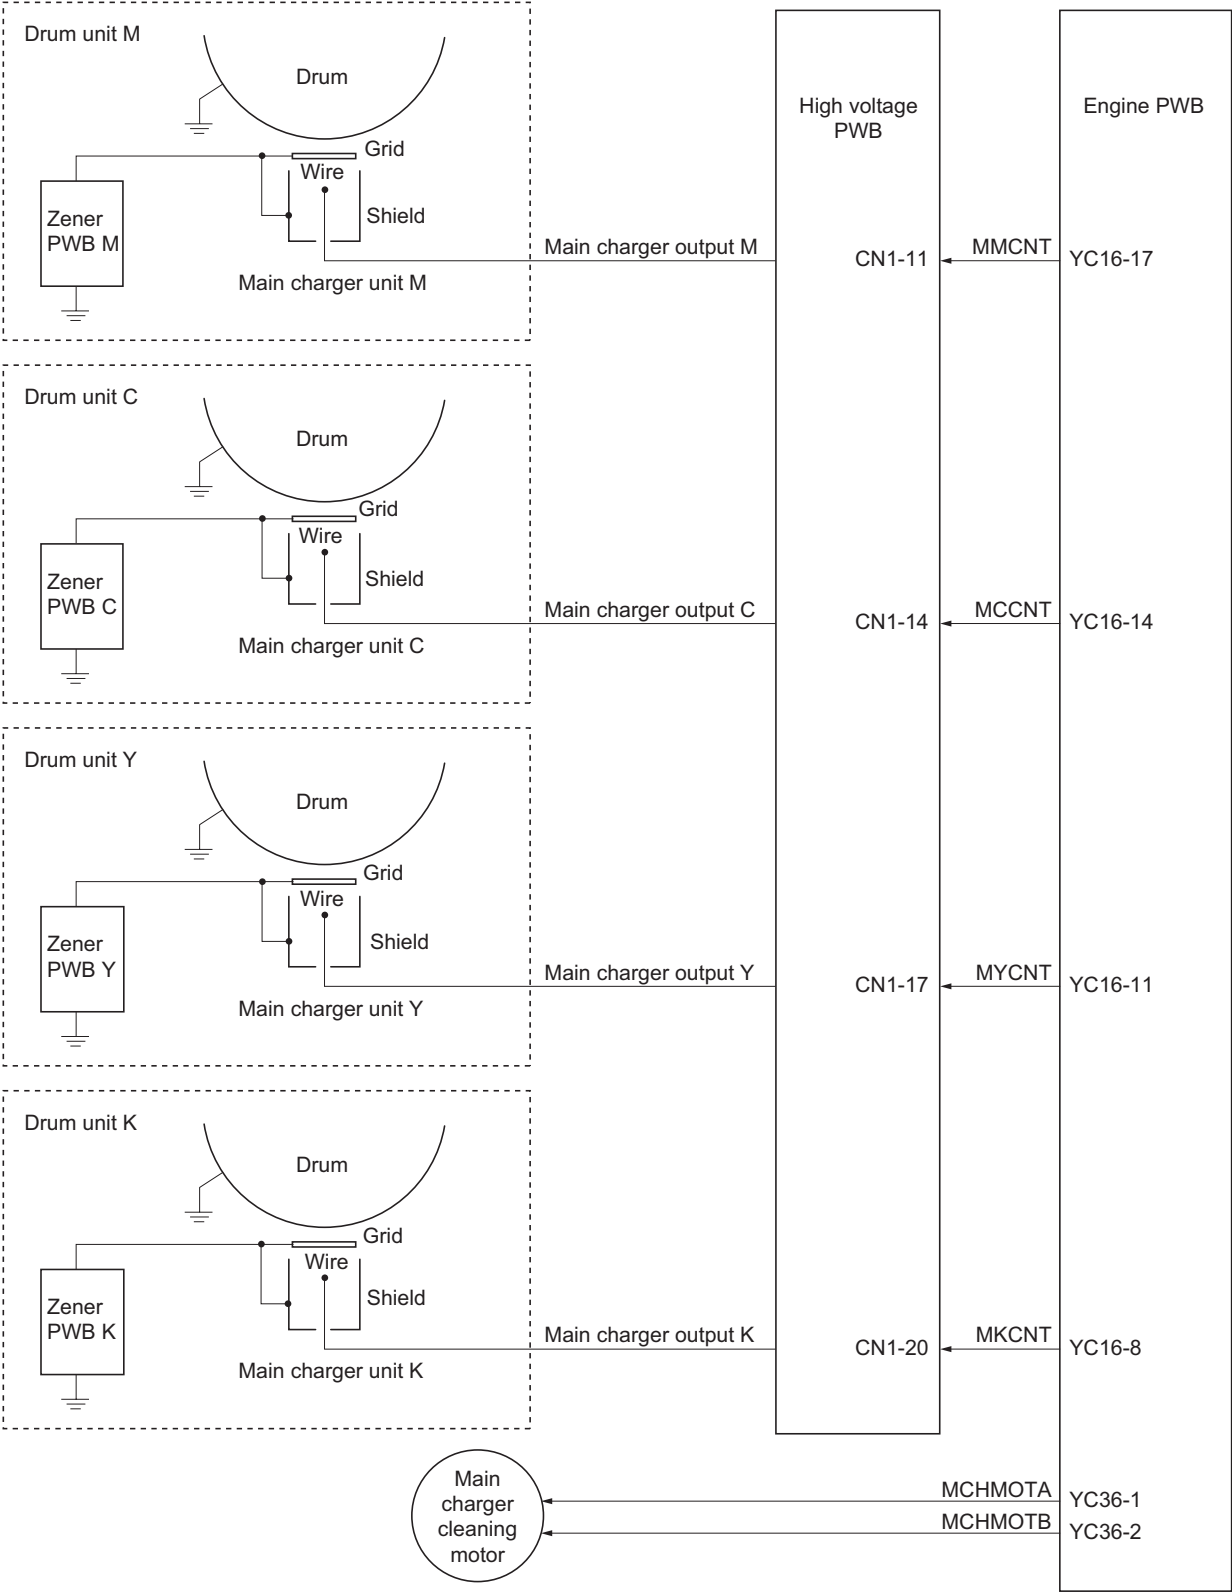 Drum unit M
Drum
High voltage
PWB
Engine PWB
Grid
Wire
Shield
Zener
PWB M
Main charger output M
CN1-11
MMCNT
YC16-17
Main charger unit M
Drum unit C
Drum
Grid
Wire
Shield
Zener
PWB C
Main charger output C
CN1-14
MCCNT
YC16-14
Main charger unit C
Drum unit Y
Drum
Grid
Wire
Shield
Zener
PWB Y
Main charger output Y
CN1-17
MYCNT
YC16-11
Main charger unit Y
Drum unit K
Drum
Grid
Wire
Shield
Zener
PWB K
Main charger output K
CN1-20
MKCNT
YC16-8
Main charger unit K
Main
charger
cleaning
motor
MCHMOTA
YC36-1
MCHMOTB
YC36-2